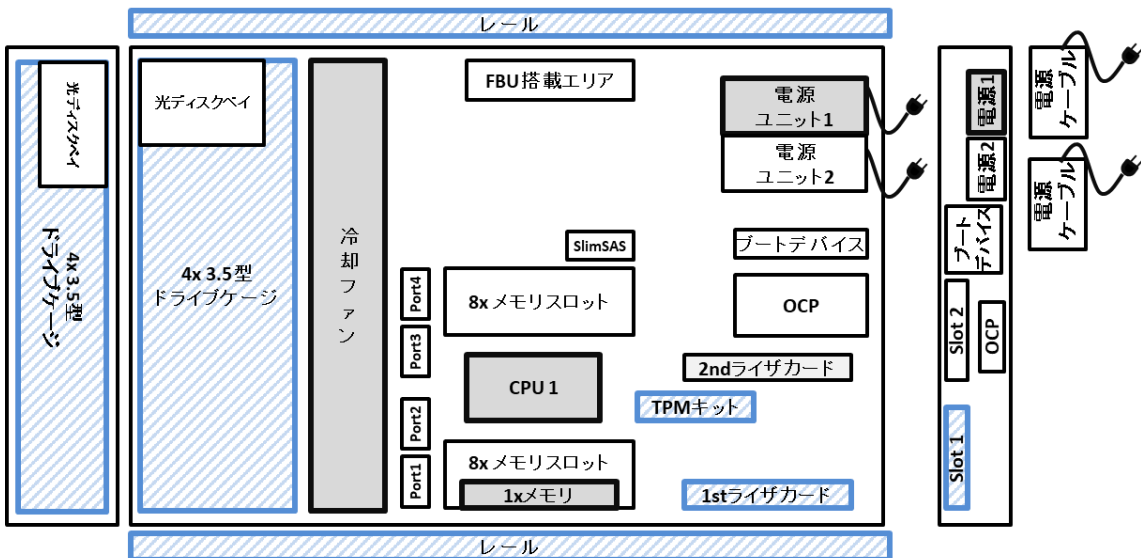 レール
光ディスクベイ
4x 3.5型
ドライブケージ
光ディスクベイ
4x 3.5型
ドライブケージ
冷却ファン
FBU搭載エリア
電源
ユニット1
電源
ユニット2
SlimSAS
ブートデバイス
Port4
Port3
Port2
Port1
8x メモリスロット
OCP
CPU 1
2ndライザカード
TPMキット
8x メモリスロット
1xメモリ
1stライザカード
電源1
電源2
ブート
デバイス
Slot 2
OCP
Slot 1
電源
ケーブル
電源
ケーブル
レール